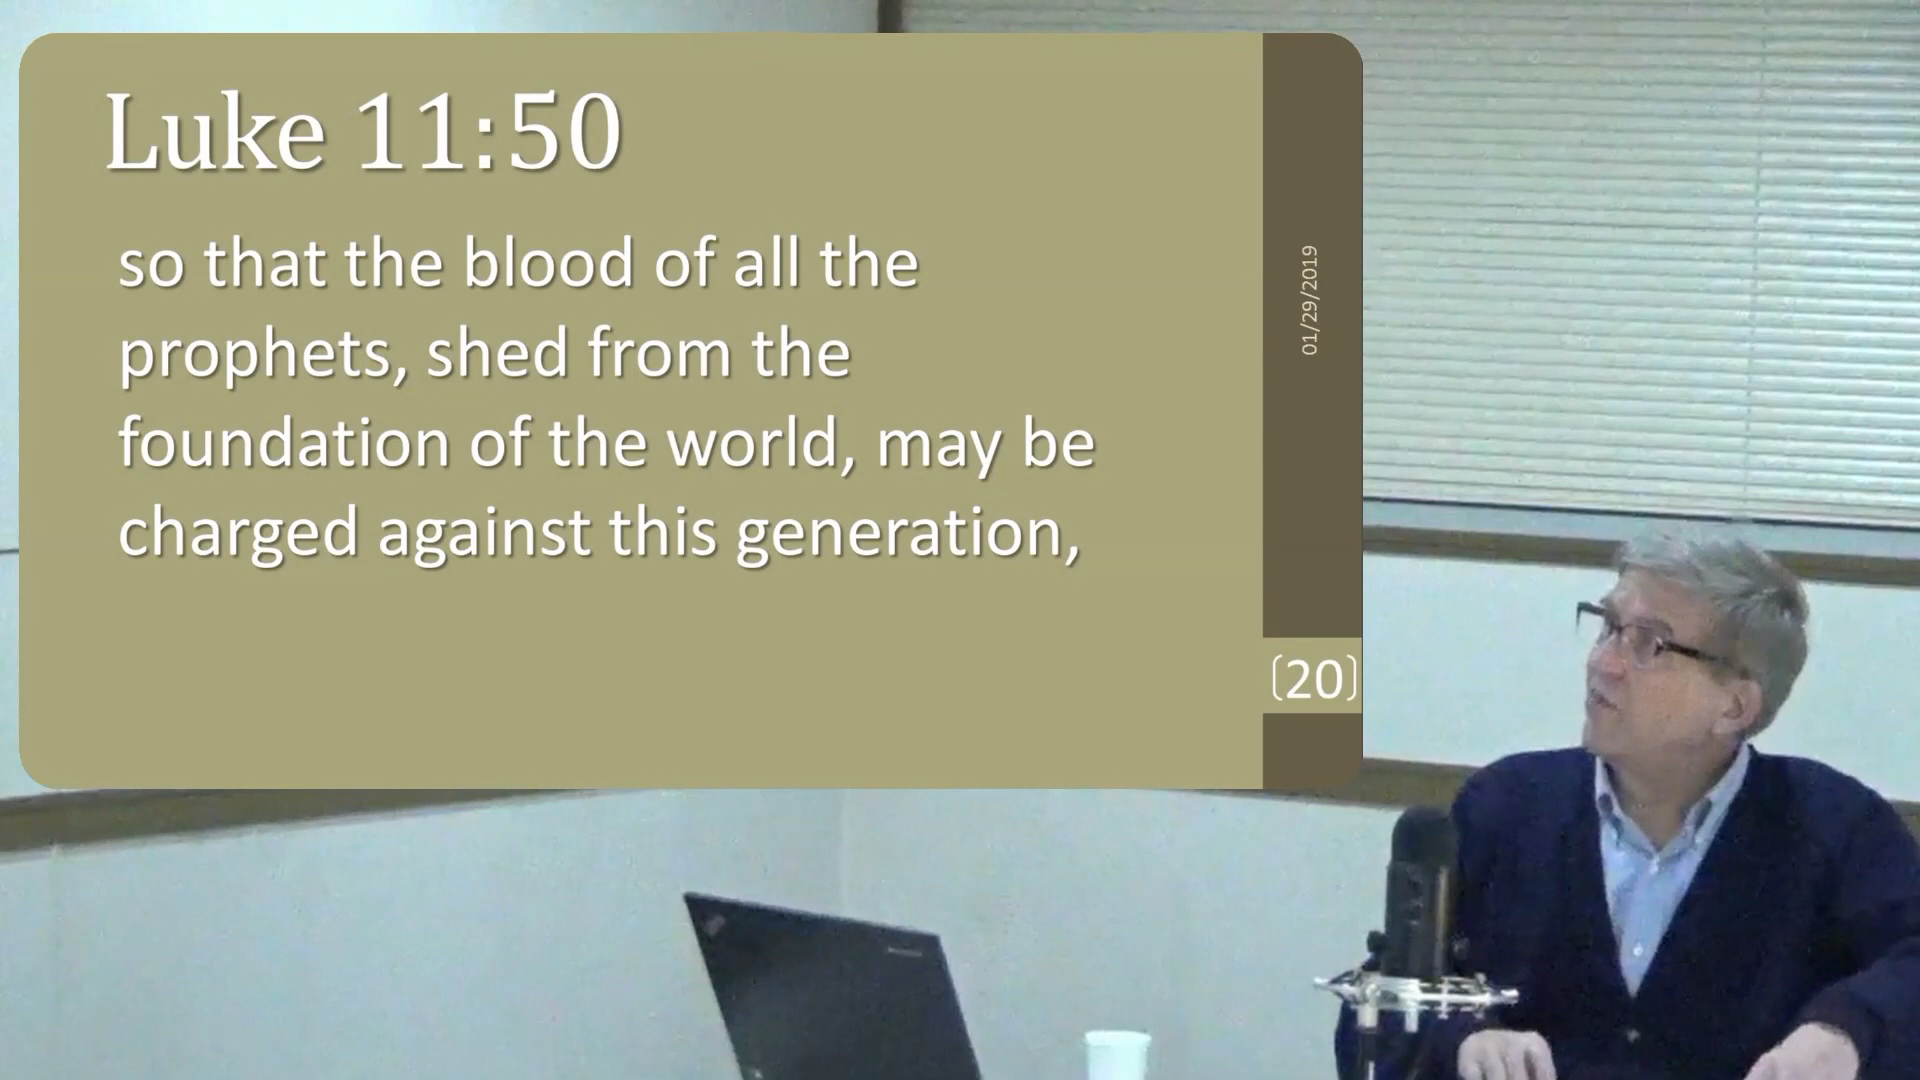 Luke 11:50
so that the blood of all the
prophets, shed from the
foundation of the world, may be
charged against this generation,
01/29/2019
(20)